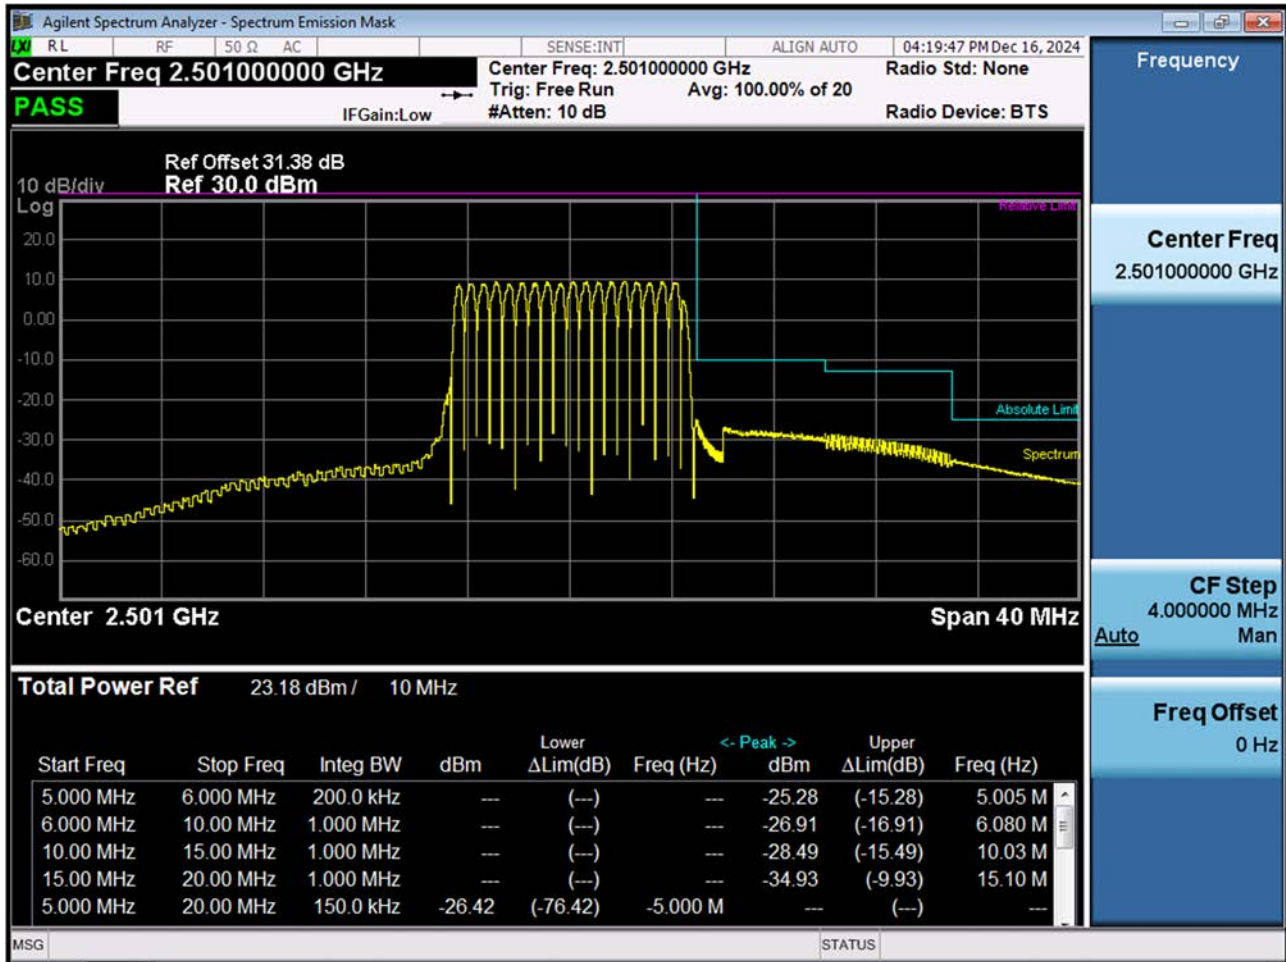 Agilent Spectrum Analyzer - Spectrum Emission Mask
LXI RL RF 50 Ω AC SENSE:INT ALIGN AUTO 04:19:47 PM Dec 16, 2024
Center Freq 2.501000000 GHz
Center Freq: 2.501000000 GHz
Radio Std: None
Trig: Free Run Avg: 100.00% of 20
PASS
IFGain:Low
#Atten: 10 dB
Radio Device: BTS
Ref Offset 31.38 dB
10 dB/div Ref 30.0 dBm
Log
Relative Limit
20.0
10.0
0.00
-10.0
-20.0
Absolute Limit
-30.0
Spectrum
-40.0
-50.0
-60.0
Center 2.501 GHz Span 40 MHz
Total Power Ref 23.18 dBm / 10 MHz
Lower <- Peak -> Upper
Start Freq Stop Freq Integ BW dBm ΔLim(dB) Freq (Hz) dBm ΔLim(dB) Freq (Hz)
5.000 MHz 6.000 MHz 200.0 kHz --- (---) --- -25.28 (-15.28) 5.005 M
6.000 MHz 10.00 MHz 1.000 MHz --- (---) --- -26.91 (-16.91) 6.080 M
10.00 MHz 15.00 MHz 1.000 MHz --- (---) --- -28.49 (-15.49) 10.03 M
15.00 MHz 20.00 MHz 1.000 MHz --- (---) --- -34.93 (-9.93) 15.10 M
5.000 MHz 20.00 MHz 150.0 kHz -26.42 (-76.42) -5.000 M --- (---) ---
MSG STATUS
Frequency
Center Freq
2.501000000 GHz
CF Step
4.000000 MHz
Auto Man
Freq Offset
0 Hz